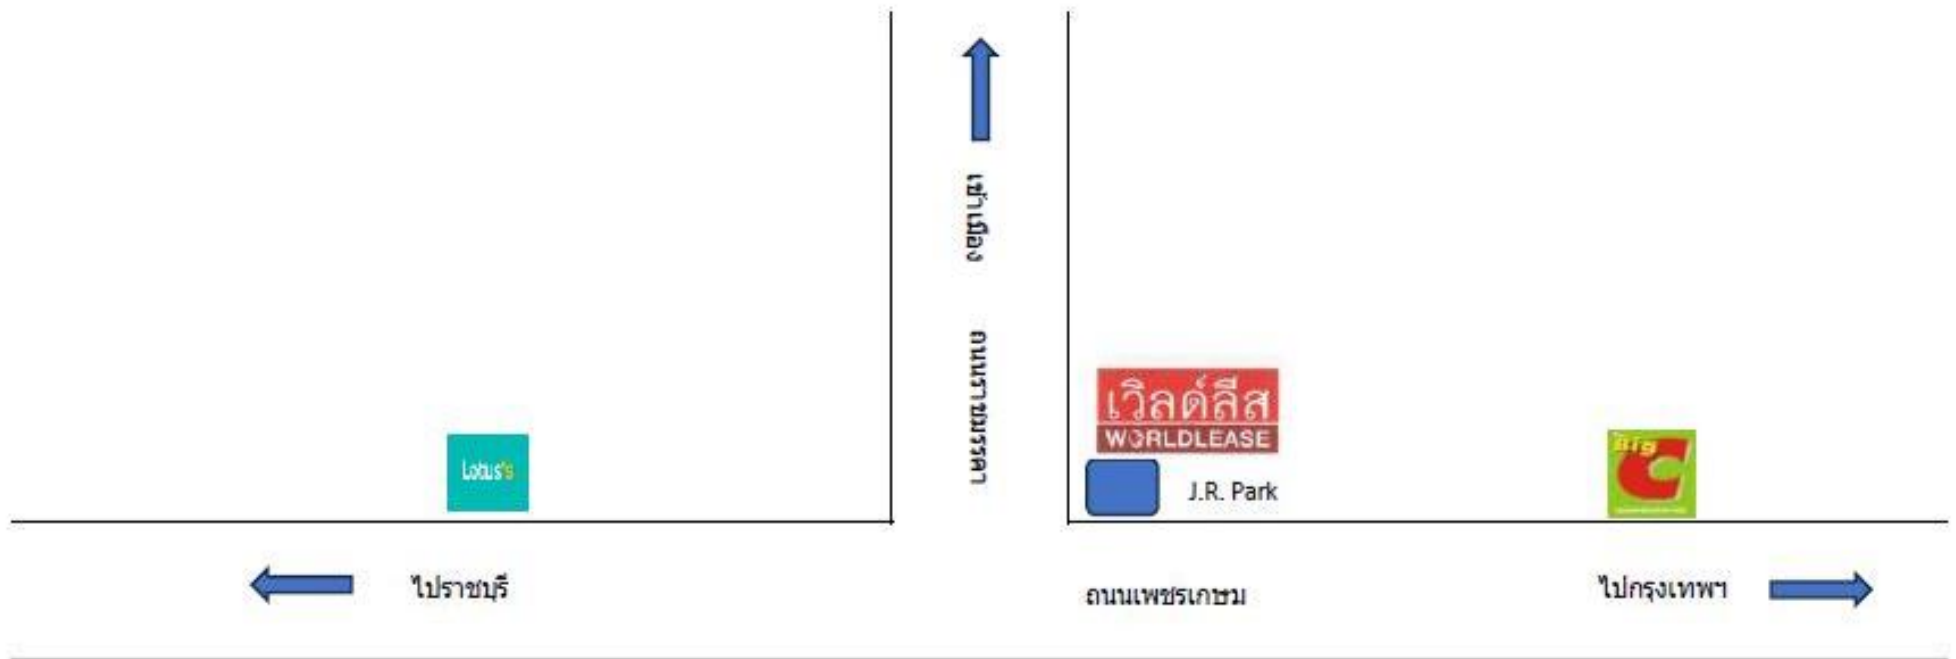 เข้าเมือง
ถนนราชมรรคา
เวิลด์ลีส
WORLDLEASE
Lotus's
J.R. Park
Big C
ไปราชบุรี
ถนนเพชรเกษม
ไปกรุงเทพฯ